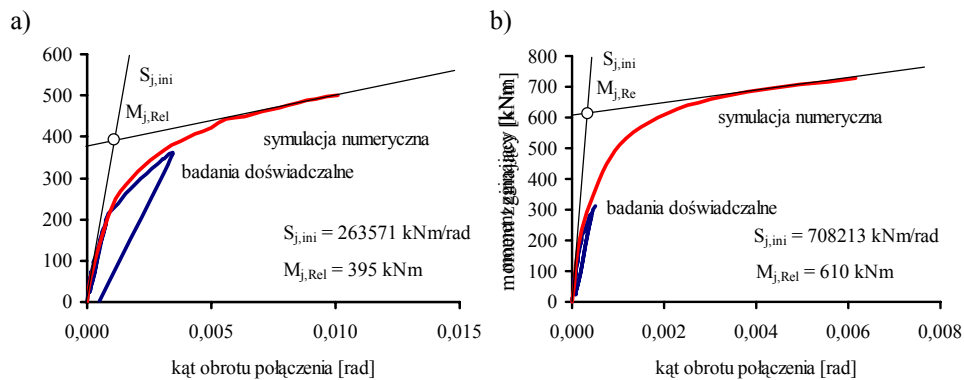 a)
600
500
400
300
200
100
0
S_j,ini
M_j,Rel
symulacja numeryczna
badania doświadczalne
S_j,ini = 263571 kNm/rad
M_j,Rel = 395 kNm
0,000
0,005
0,010
0,015
kąt obrotu połączenia [rad]
b)
800
700
600
500
400
300
200
100
0
[kNm]
S_j,ini
M_j,Re
symulacja numeryczna
badania doświadczalne
S_j,ini = 708213 kNm/rad
M_j,Rel = 610 kNm
0,000
0,002
0,004
0,006
0,008
kąt obrotu połączenia [rad]